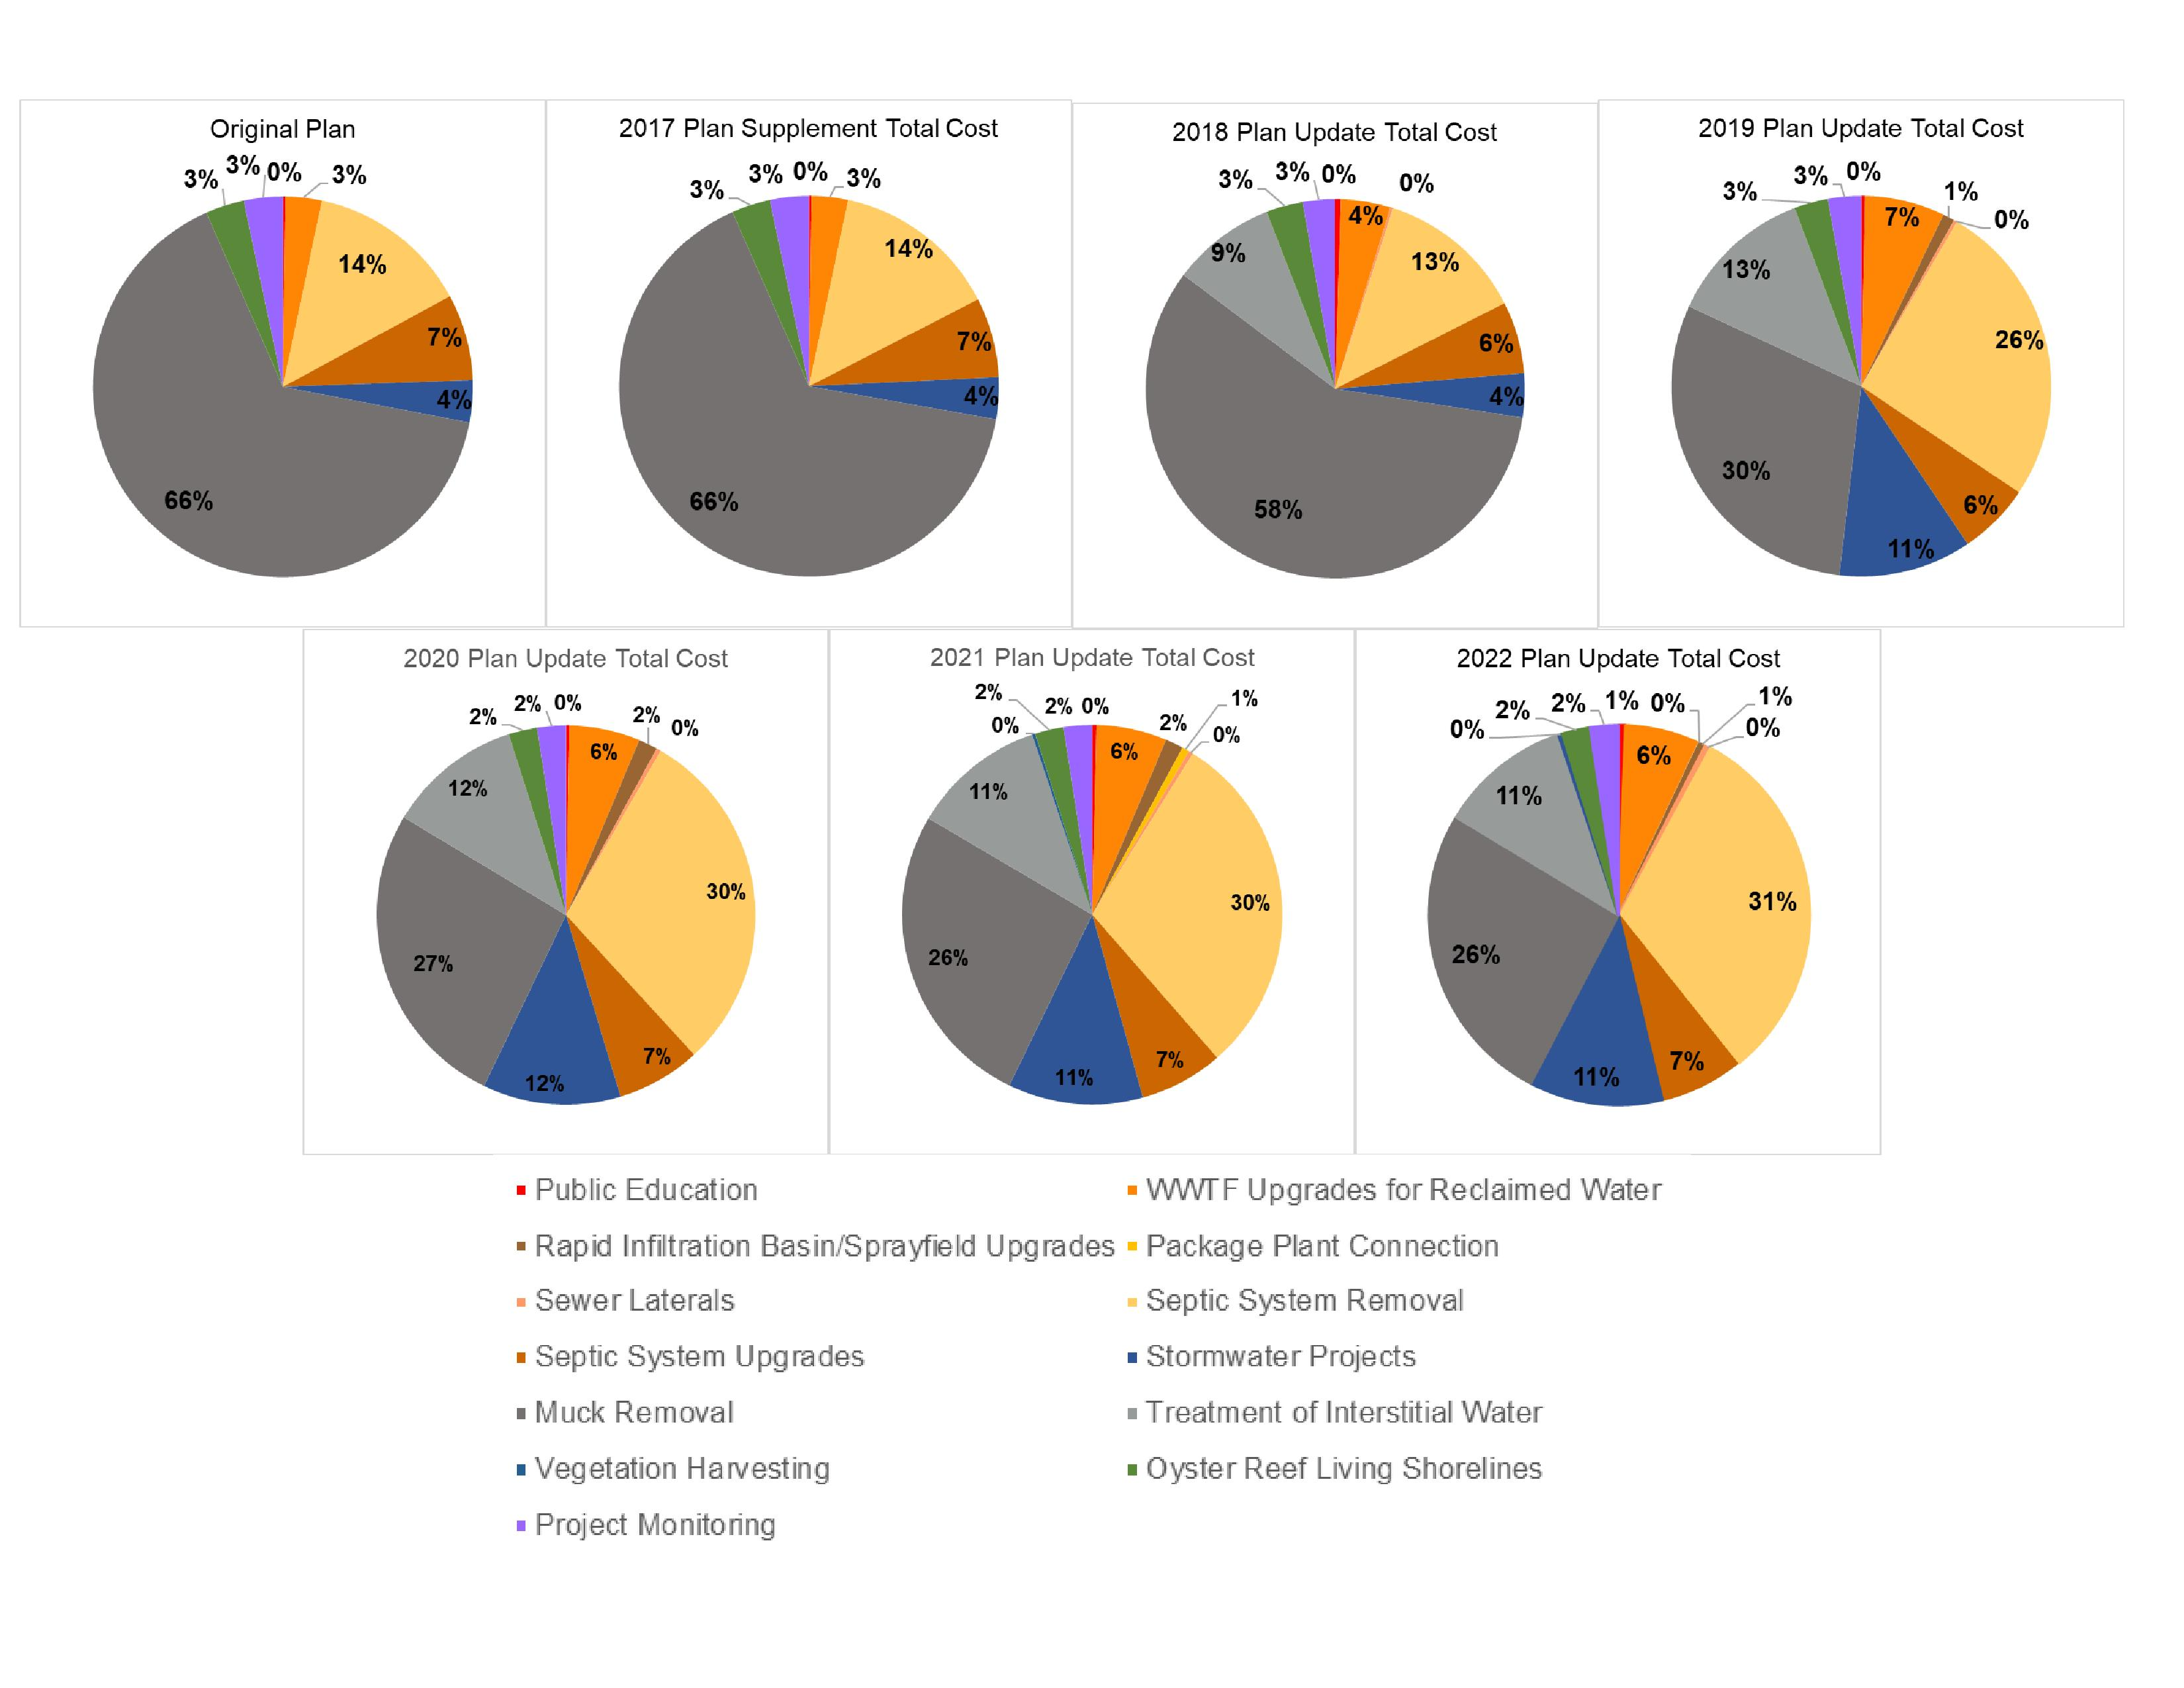 Original Plan
3% 3% 0% 3%
14%
7%
4%
66%
2017 Plan Supplement Total Cost
3% 3% 0% 3%
14%
7%
4%
66%
2018 Plan Update Total Cost
3% 3% 0% 0%
4%
9%
13%
6%
4%
58%
2019 Plan Update Total Cost
3% 3% 0% 1%
7%
0%
13%
26%
30%
6%
11%
2020 Plan Update Total Cost
2% 2% 0% 2% 0%
6%
12%
30%
27%
7%
12%
2021 Plan Update Total Cost
2% 1%
0% 2% 0% 2% 0%
6%
11%
30%
26%
7%
11%
2022 Plan Update Total Cost
0% 2% 2% 1% 0% 1%
0%
6%
11%
31%
26%
7%
11%
Public Education
WWTF Upgrades for Reclaimed Water
Rapid Infiltration Basin/Sprayfield Upgrades
Package Plant Connection
Sewer Laterals
Septic System Removal
Septic System Upgrades
Stormwater Projects
Muck Removal
Treatment of Interstitial Water
Vegetation Harvesting
Oyster Reef Living Shorelines
Project Monitoring